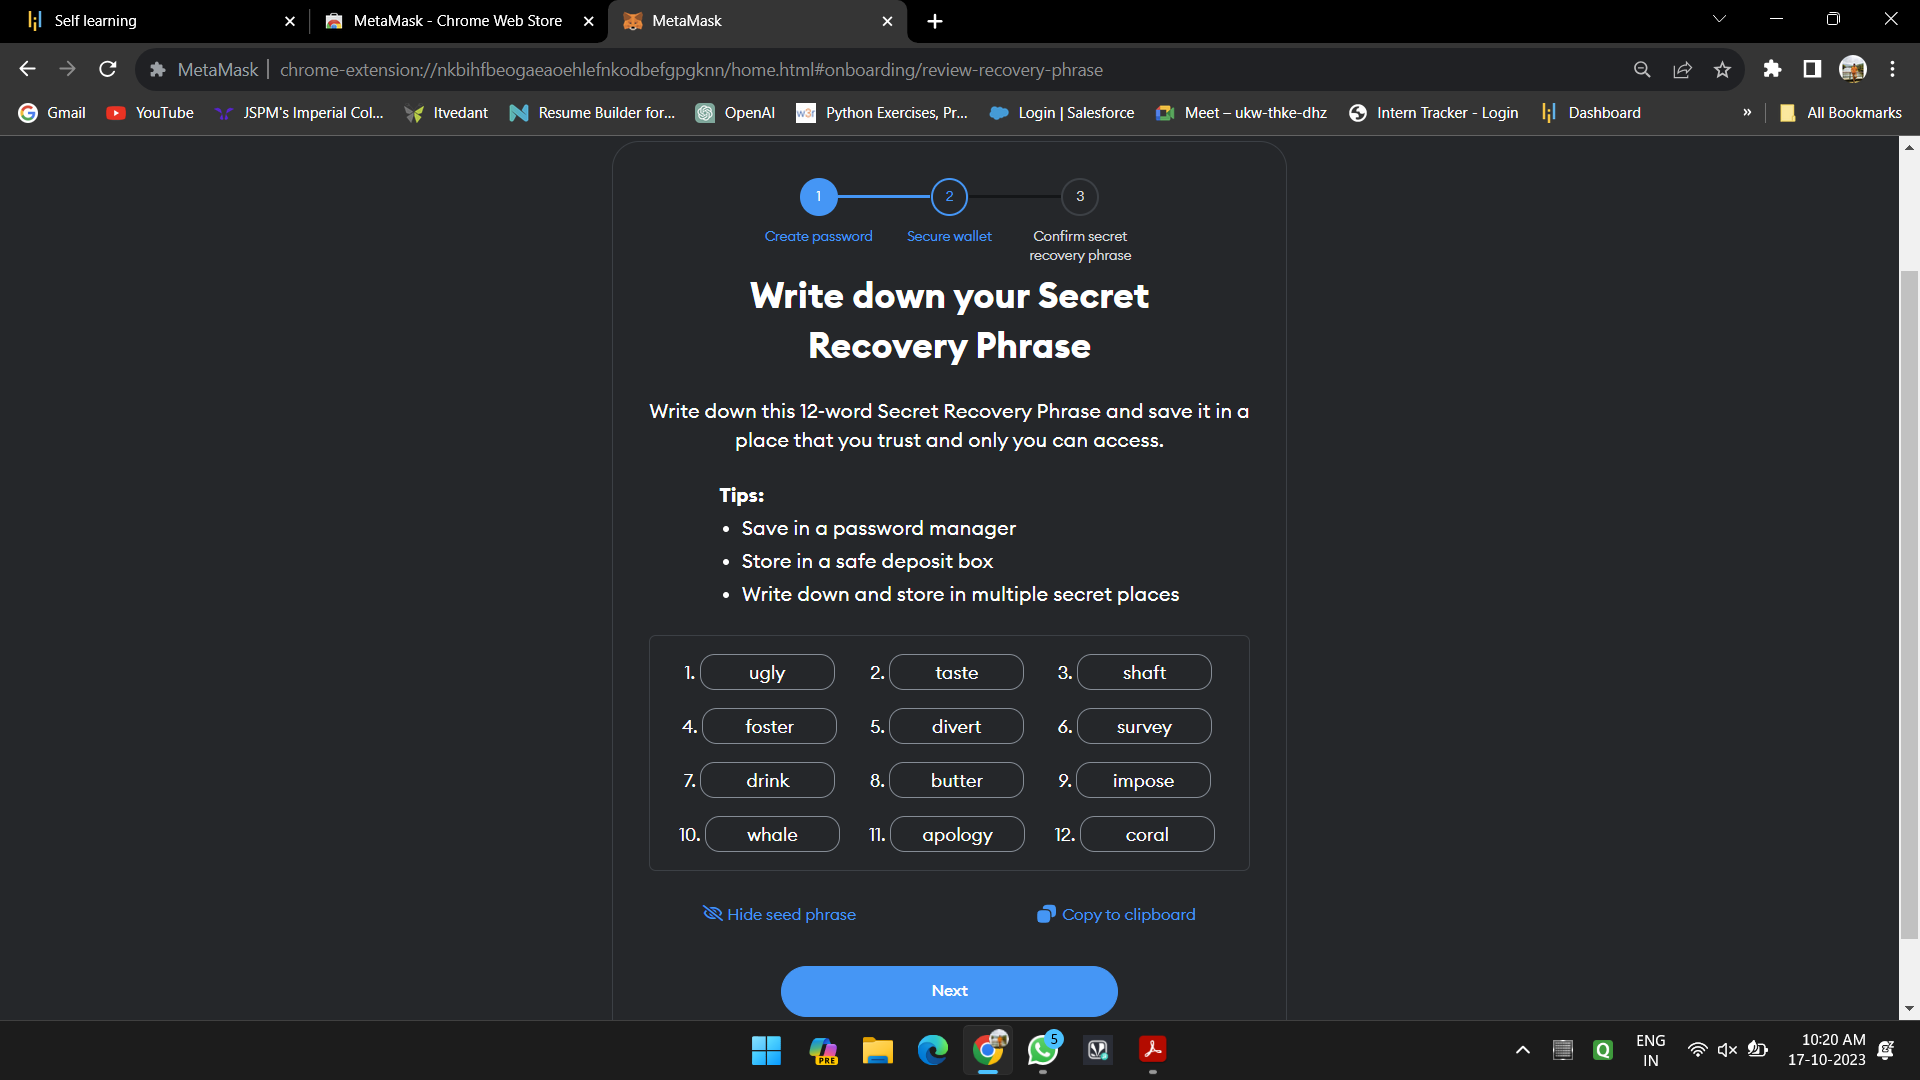 Self learning
MetaMask - Chrome Web Store
MetaMask
MetaMask | chrome-extension://nkbihfbeogaeaoehlefnkodbefgpgknn/home.html#onboarding/review-recovery-phrase
Gmail
YouTube
JSPM's Imperial Col...
Itvedant
Resume Builder for...
OpenAI
w3r
Python Exercises, Pr...
Login | Salesforce
Meet – ukw-thke-dhz
Intern Tracker - Login
Dashboard
»
All Bookmarks
1
2
3
Create password
Secure wallet
Confirm secret
recovery phrase
Write down your Secret
Recovery Phrase
Write down this 12-word Secret Recovery Phrase and save it in a
place that you trust and only you can access.
Tips:
• Save in a password manager
• Store in a safe deposit box
• Write down and store in multiple secret places
1. ugly 2. taste 3. shaft
4. foster 5. divert 6. survey
7. drink 8. butter 9. impose
10. whale 11. apology 12. coral
Hide seed phrase
Copy to clipboard
Next
PRE
5
Q
ENG
IN
10:20 AM
17-10-2023